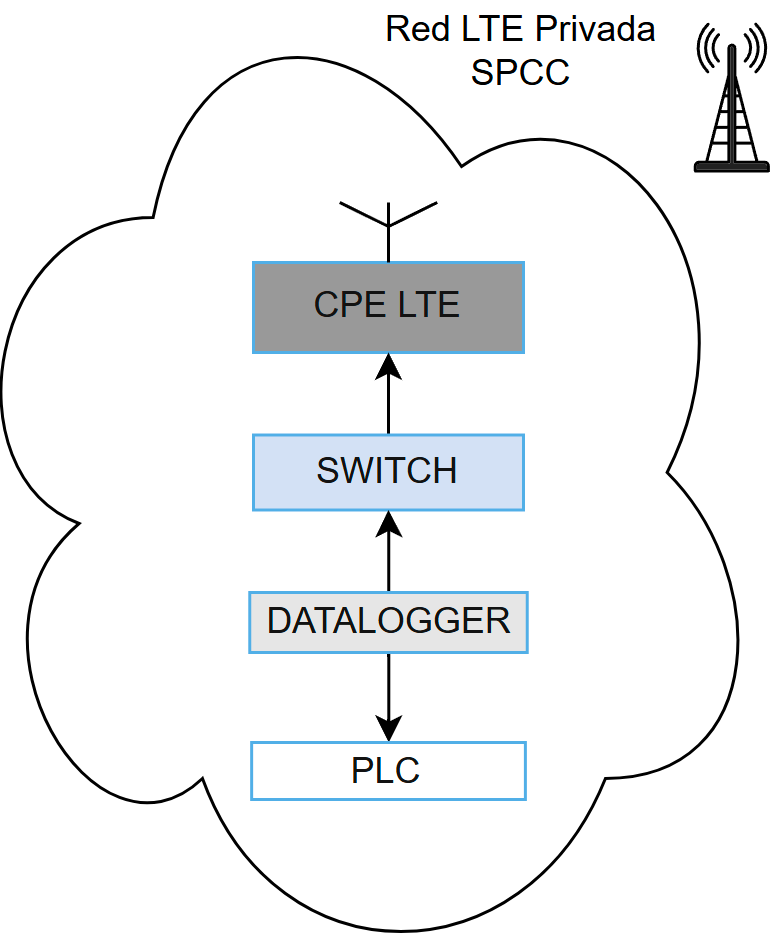 Red LTE Privada
SPCC
CPE LTE
SWITCH
DATALOGGER
PLC